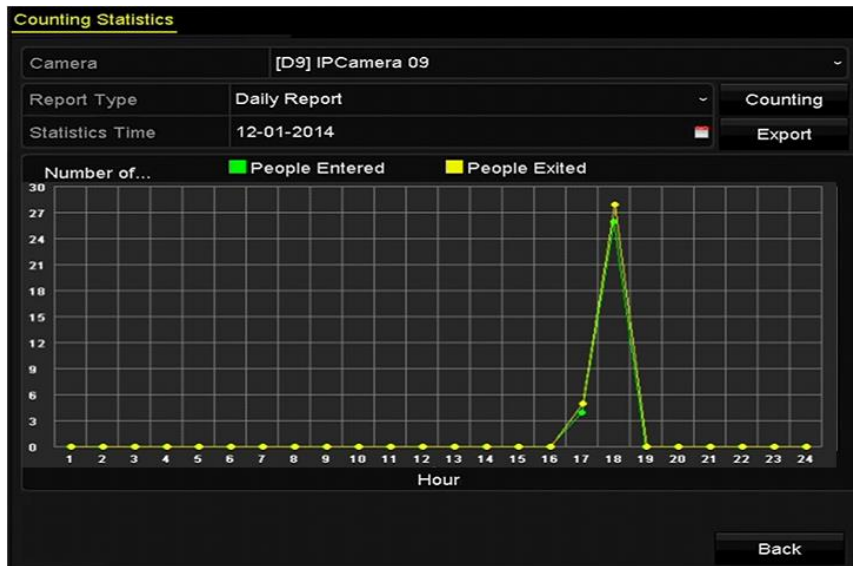 Counting Statistics
Camera [D9] IPCamera 09
Report Type Daily Report Counting
Statistics Time 12-01-2014 Export
Number of... People Entered People Exited
30
27
24
21
18
15
12
9
6
3
0
1 2 3 4 5 6 7 8 9 10 11 12 13 14 15 16 17 18 19 20 21 22 23 24
Hour
Back